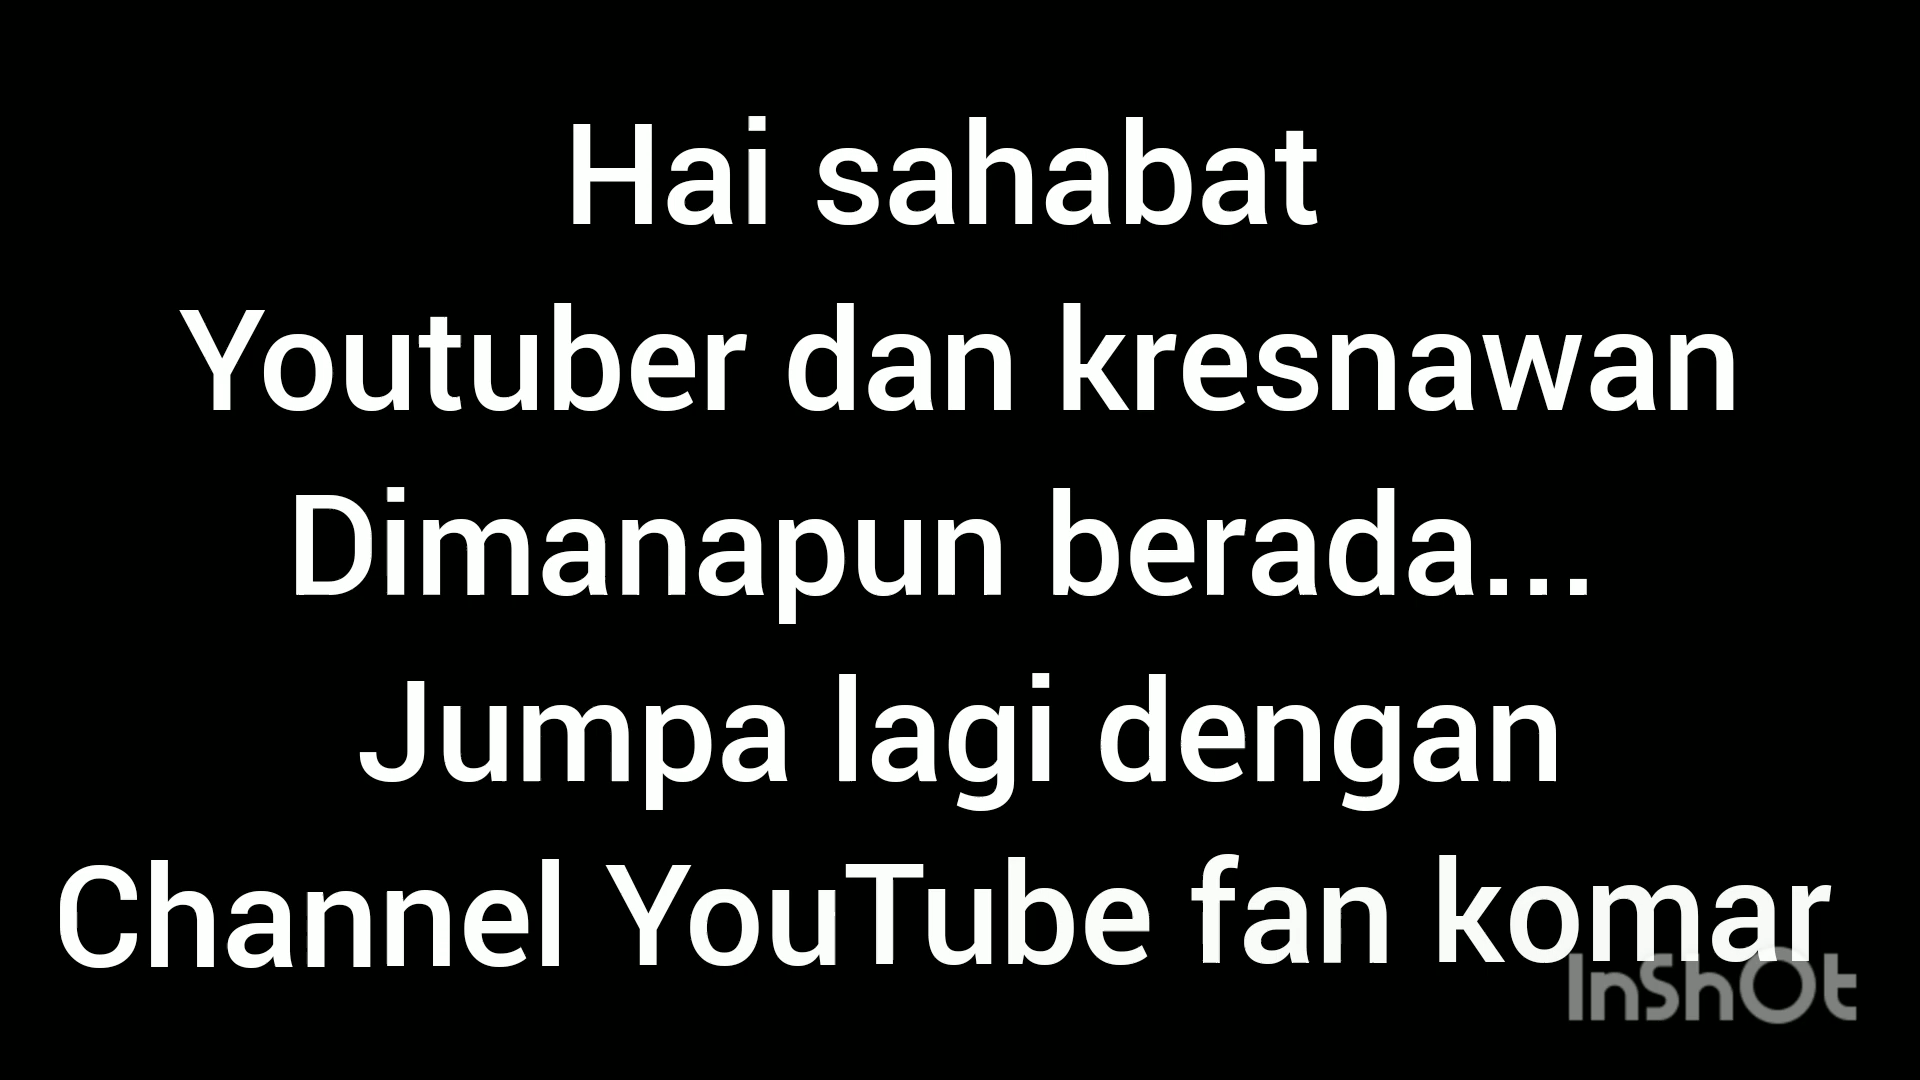 Hai sahabat
Youtuber dan kresnawan
Dimanapun berada...
Jumpa lagi dengan
Channel YouTube fan komar
InShOt